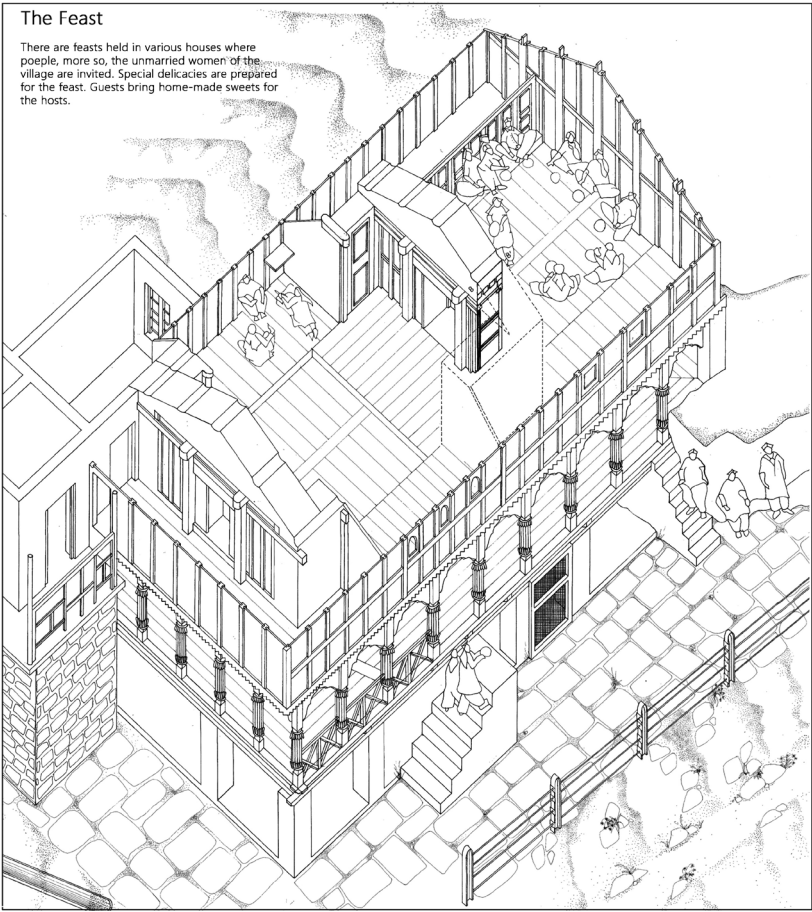 The Feast
There are feasts held in various houses where
poeple, more so, the unmarried women of the
village are invited. Special delicacies are prepared
for the feast. Guests bring home-made sweets for
the hosts.